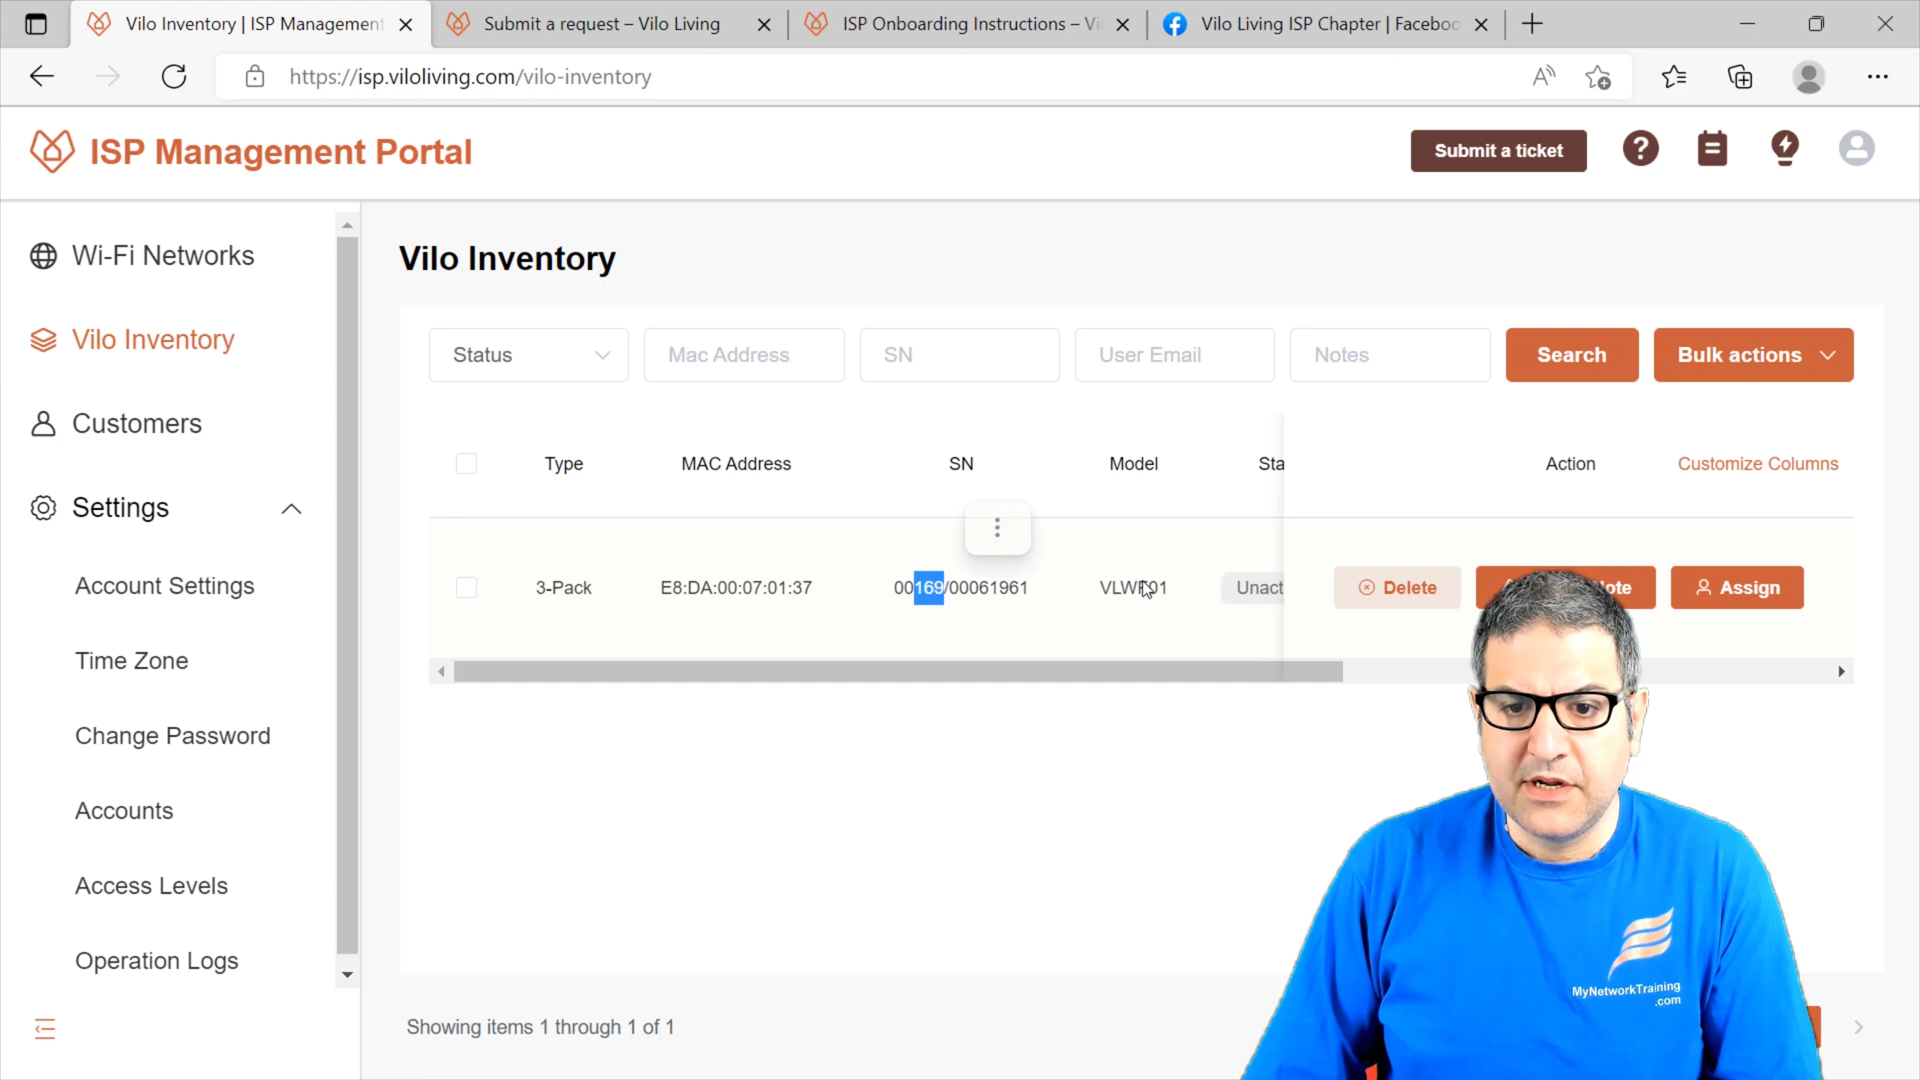 Vilo Inventory | ISP Management
Submit a request – Vilo Living
ISP Onboarding Instructions – Vil
Vilo Living ISP Chapter | Faceboo
https://isp.viloliving.com/vilo-inventory
ISP Management Portal
Submit a ticket
Wi-Fi Networks
Vilo Inventory
Customers
Settings
Account Settings
Time Zone
Change Password
Accounts
Access Levels
Operation Logs
Vilo Inventory
Status
Mac Address
SN
User Email
Notes
Search
Bulk actions
Type
MAC Address
SN
Model
Sta
Action
Customize Columns
3-Pack
E8:DA:00:07:01:37
00169/00061961
Unact
Delete
Assign
Showing items 1 through 1 of 1
MyNetworkTraining
.com